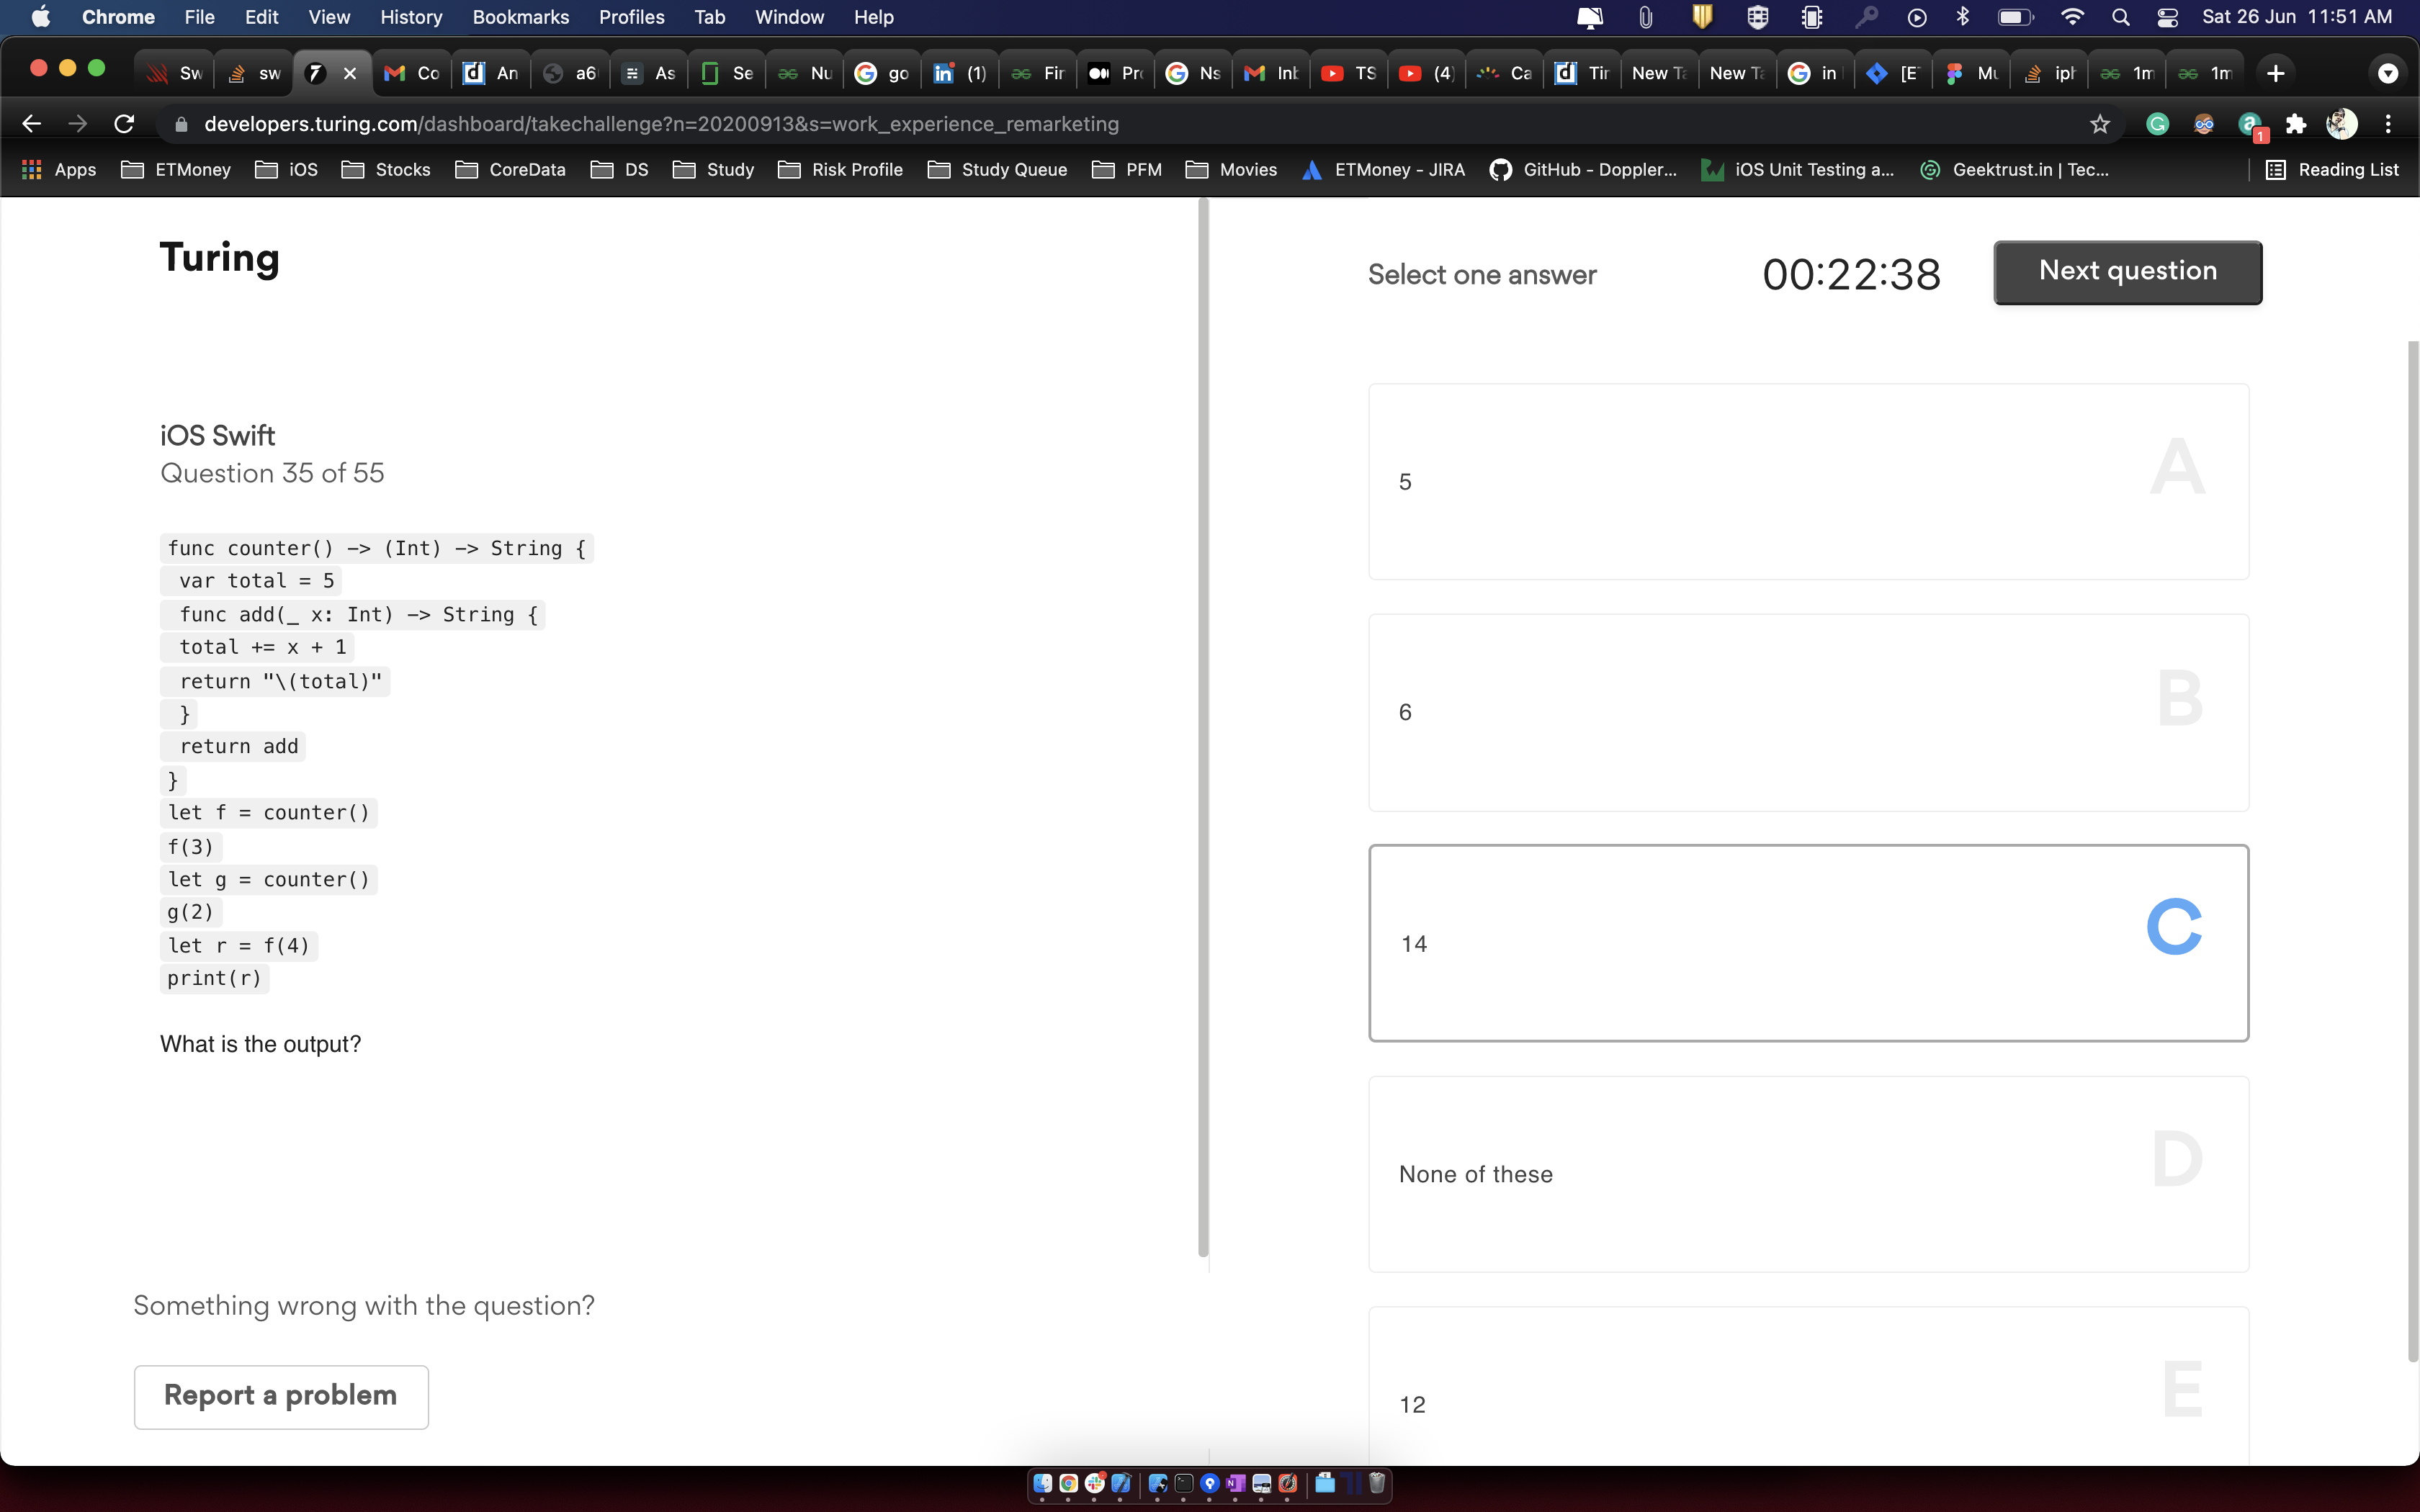 Chrome File Edit View History Bookmarks Profiles Tab Window Help Sat 26 Jun 11:51 AM
Sw sw Co An a6 As Se Nu go (1) Fir Pro Ns Inb TS (4) Ca Tir New Ta New Ta in [E Mu iph 1m 1m
developers.turing.com/dashboard/takechallenge?n=20200913&s=work_experience_remarketing 1
Apps ETMoney iOS Stocks CoreData DS Study Risk Profile Study Queue PFM Movies ETMoney - JIRA GitHub - Doppler... iOS Unit Testing a... Geektrust.in | Tec... Reading List
Turing
iOS Swift
Question 35 of 55
func counter() -> (Int) -> String {
var total = 5
func add(_ x: Int) -> String {
total += x + 1
return "\(total)"
}
return add
}
let f = counter()
f(3)
let g = counter()
g(2)
let r = f(4)
print(r)
What is the output?
Something wrong with the question?
Report a problem
Select one answer 00:22:38 Next question
5 A
6 B
14 C
None of these D
12 E